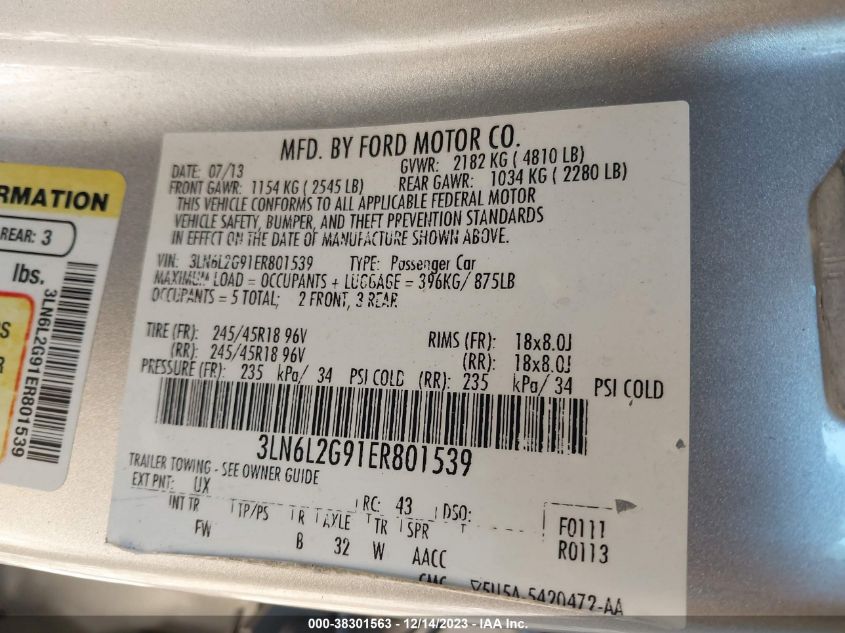 RMATION
REAR: 3
lbs.
3LN6L2G91ER801539
MFD. BY FORD MOTOR CO.
DATE: 07/13 GVWR: 2182 KG ( 4810 LB)
FRONT GAWR: 1154 KG ( 2545 LB) REAR GAWR: 1034 KG ( 2280 LB)
THIS VEHICLE CONFORMS TO ALL APPLICABLE FEDERAL MOTOR
VEHICLE SAFETY, BUMPER, AND THEFT PREVENTION STANDARDS
IN EFFECT ON THE DATE OF MANUFACTURE SHOWN ABOVE.
VIN: 3LN6L2G91ER801539 TYPE: Passenger Car
MAXIMUM LOAD = OCCUPANTS + LUGGAGE = 396KG/ 875LB
OCCUPANTS = 5 TOTAL; 2 FRONT, 3 REAR
TIRE (FR): 245/45R18 96V RIMS (FR): 18x8.0J
(RR): 245/45R18 96V (RR): 18x8.0J
PRESSURE (FR): 235 kPa/ 34 PSI COLD (RR): 235 kPa/ 34 PSI COLD
3LN6L2G91ER801539
TRAILER TOWING - SEE OWNER GUIDE
EXT PNT: UX RC: 43 DSO: F0111
INT TR TP/PS R AXLE TR SPR R0113
FW B 32 W AACC
5U5A-5420472-AA
000-38301563 - 12/14/2023 - IAA Inc.